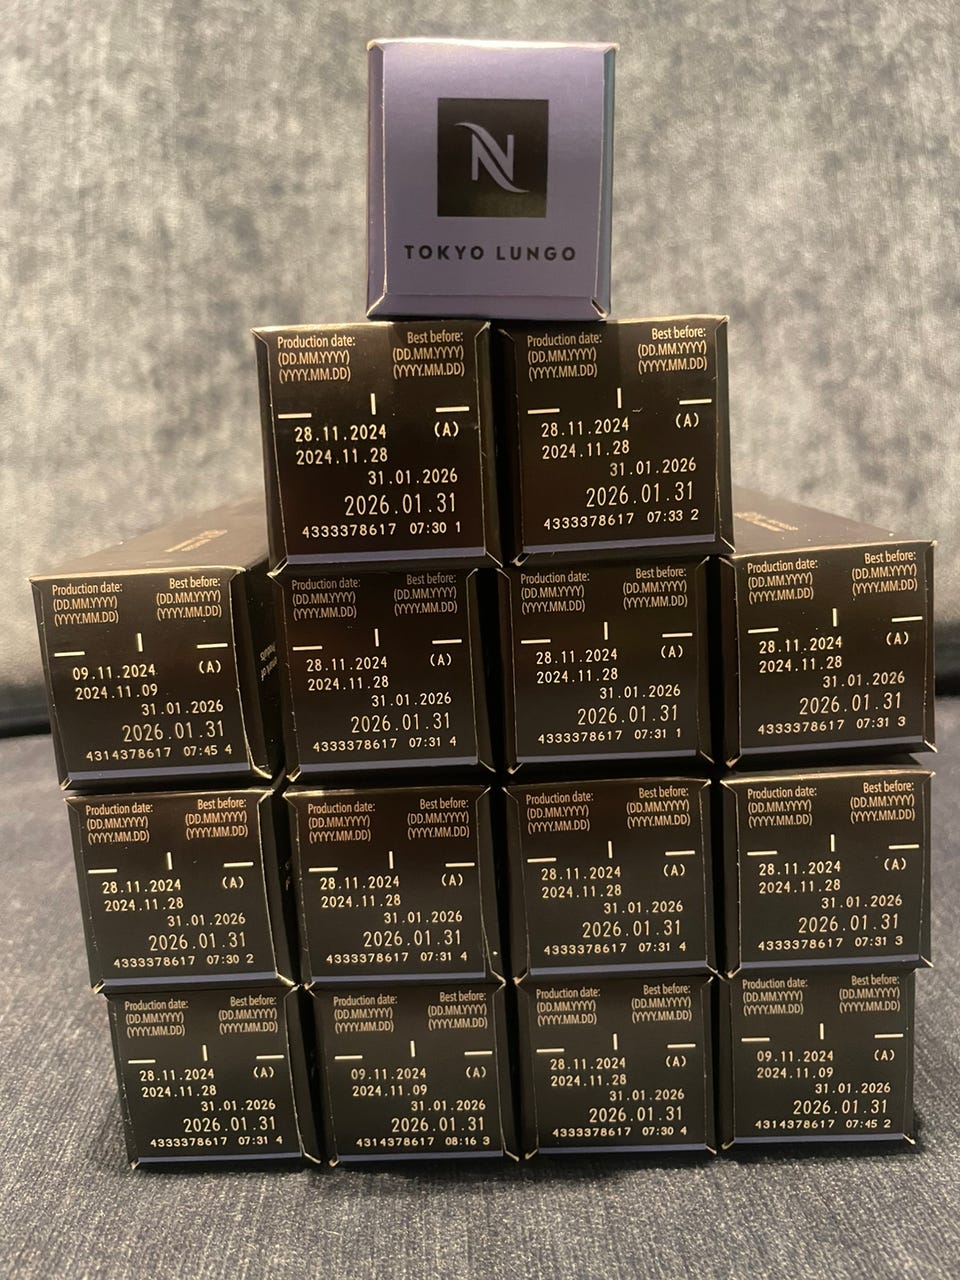 N
TOKYO LUNGO
Production date: Best before:
(DD.MM.YYYY) (DD.MM.YYYY)
(YYYY.MM.DD) (YYYY.MM.DD)
28.11.2024 (A)
2024.11.28
31.01.2026
2026.01.31
4333378617 07:30 1
Production date: Best before:
(DD.MM.YYYY) (DD.MM.YYYY)
(YYYY.MM.DD) (YYYY.MM.DD)
28.11.2024 (A)
2024.11.28
31.01.2026
2026.01.31
4333378617 07:33 2
Production date: Best before:
(DD.MM.YYYY) (DD.MM.YYYY)
(YYYY.MM.DD) (YYYY.MM.DD)
09.11.2024 (A)
2024.11.09
31.01.2026
2026.01.31
4314378617 07:45 4
Production date: Best before:
(DD.MM.YYYY) (DD.MM.YYYY)
(YYYY.MM.DD) (YYYY.MM.DD)
28.11.2024 (A)
2024.11.28
31.01.2026
2026.01.31
4333378617 07:31 4
Production date: Best before:
(DD.MM.YYYY) (DD.MM.YYYY)
(YYYY.MM.DD) (YYYY.MM.DD)
28.11.2024 (A)
2024.11.28
31.01.2026
2026.01.31
4333378617 07:31 1
Production date: Best before:
(DD.MM.YYYY) (DD.MM.YYYY)
(YYYY.MM.DD) (YYYY.MM.DD)
28.11.2024 (A)
2024.11.28
31.01.2026
2026.01.31
4333378617 07:31 3
Production date: Best before:
(DD.MM.YYYY) (DD.MM.YYYY)
(YYYY.MM.DD) (YYYY.MM.DD)
28.11.2024 (A)
2024.11.28
31.01.2026
2026.01.31
4333378617 07:30 2
Production date: Best before:
(DD.MM.YYYY) (DD.MM.YYYY)
(YYYY.MM.DD) (YYYY.MM.DD)
28.11.2024 (A)
2024.11.28
31.01.2026
2026.01.31
4333378617 07:31 4
Production date: Best before:
(DD.MM.YYYY) (DD.MM.YYYY)
(YYYY.MM.DD) (YYYY.MM.DD)
28.11.2024 (A)
2024.11.28
31.01.2026
2026.01.31
4333378617 07:31 4
Production date: Best before:
(DD.MM.YYYY) (DD.MM.YYYY)
(YYYY.MM.DD) (YYYY.MM.DD)
28.11.2024 (A)
2024.11.28
31.01.2026
2026.01.31
4333378617 07:31 3
Production date: Best before:
(DD.MM.YYYY) (DD.MM.YYYY)
(YYYY.MM.DD) (YYYY.MM.DD)
28.11.2024 (A)
2024.11.28
31.01.2026
2026.01.31
4333378617 07:31 4
Production date: Best before:
(DD.MM.YYYY) (DD.MM.YYYY)
(YYYY.MM.DD) (YYYY.MM.DD)
09.11.2024 (A)
2024.11.09
31.01.2026
2026.01.31
4314378617 08:16 3
Production date: Best before:
(DD.MM.YYYY) (DD.MM.YYYY)
(YYYY.MM.DD) (YYYY.MM.DD)
28.11.2024 (A)
2024.11.28
31.01.2026
2026.01.31
4333378617 07:30 4
Production date: Best before:
(DD.MM.YYYY) (DD.MM.YYYY)
(YYYY.MM.DD) (YYYY.MM.DD)
09.11.2024 (A)
2024.11.09
31.01.2026
2026.01.31
4314378617 07:45 2